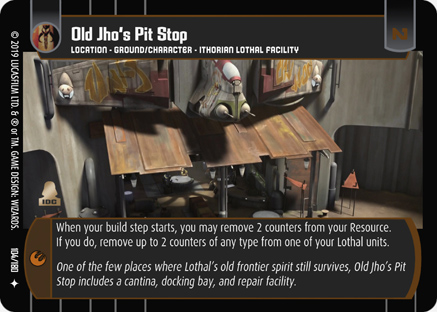 Old Jho's Pit Stop
LOCATION • GROUND/CHARACTER • ITHORIAN LOTHAL FACILITY
When your build step starts, you may remove 2 counters from your Resource.
If you do, remove up to 2 counters of any type from one of your Lothal units.
One of the few places where Lothal's old frontier spirit still survives, Old Jho's Pit
Stop includes a cantina, docking bay, and repair facility.
© 2019 LUCASFILM LTD. & ® or TM. GAME DESIGN: WIZARDS.
104/180